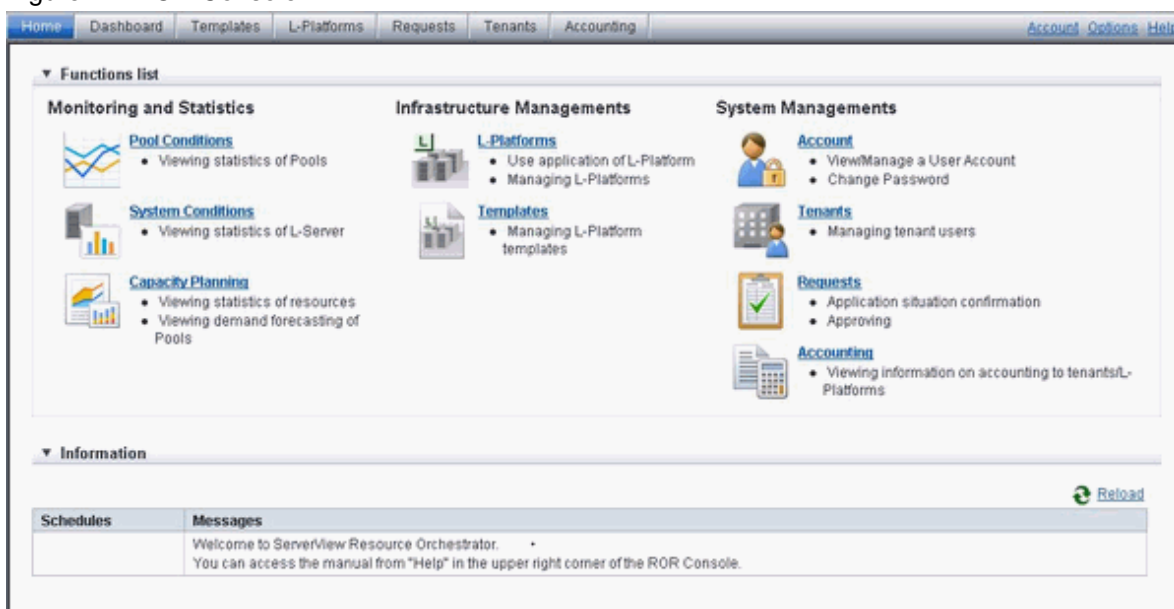 Home Dashboard Templates L-Platforms Requests Tenants Accounting Account Options Help
▼ Functions list
Monitoring and Statistics
Pool Conditions
• Viewing statistics of Pools
System Conditions
• Viewing statistics of L-Server
Capacity Planning
• Viewing statistics of resources
• Viewing demand forecasting of
Pools
Infrastructure Managements
L-Platforms
• Use application of L-Platform
• Managing L-Platforms
Templates
• Managing L-Platform
templates
System Managements
Account
• View/Manage a User Account
• Change Password
Tenants
• Managing tenant users
Requests
• Application situation confirmation
• Approving
Accounting
• Viewing information on accounting to tenants/L-
Platforms
▼ Information
Reload
Schedules Messages
Welcome to ServerView Resource Orchestrator.
You can access the manual from "Help" in the upper right corner of the ROR Console.